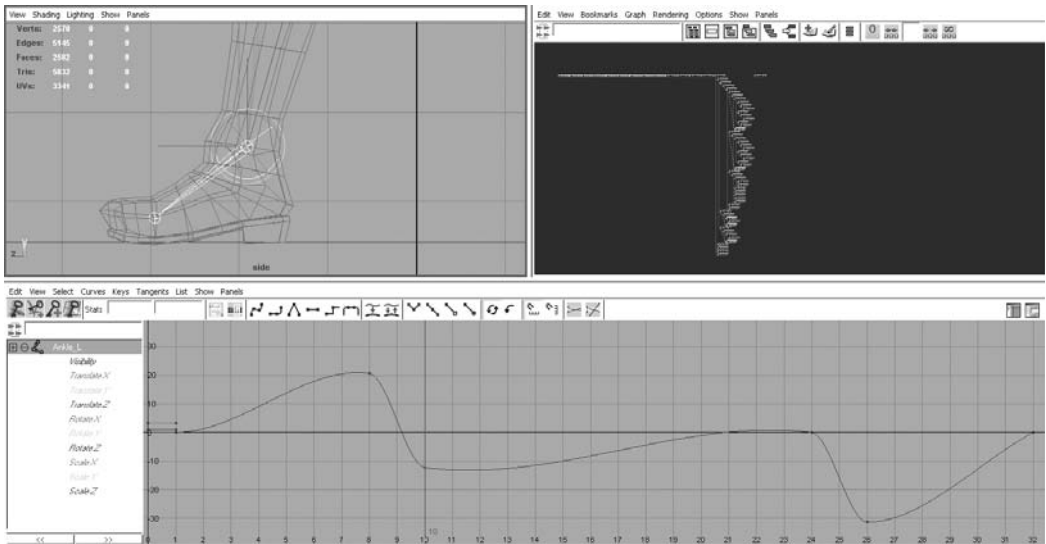 View Shading Lighting Show Panels
Verts: 2570 0 0
Edges: 5145 0 0
Faces: 2582 0 0
Tris: 0 0
UVs: 0 0
Y
z
side
Edit View Bookmarks Graph Rendering Options Show Panels
0
Edit View Select Curves Keys Tangents List Show Panels
Stats
Ankle_L
Visibility
Translate X
Translate Y
Translate Z
Rotate X
Rotate Y
Rotate Z
Scale X
Scale Y
Scale Z
<< >>
30
20
10
0
-10
-20
-30
10
0 1 2 3 4 5 6 7 8 9 10 11 12 13 14 15 16 17 18 19 20 21 22 23 24 25 26 27 28 29 30 31 32